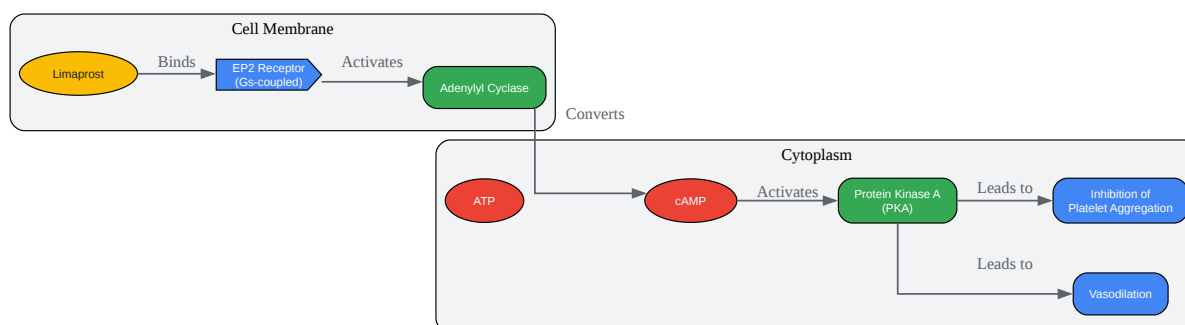 Cell Membrane
Limaprost
Binds
EP2 Receptor
(Gs-coupled)
Activates
Adenylyl Cyclase
Converts
Cytoplasm
ATP
cAMP
Activates
Protein Kinase A
(PKA)
Leads to
Inhibition of
Platelet Aggregation
Leads to
Vasodilation